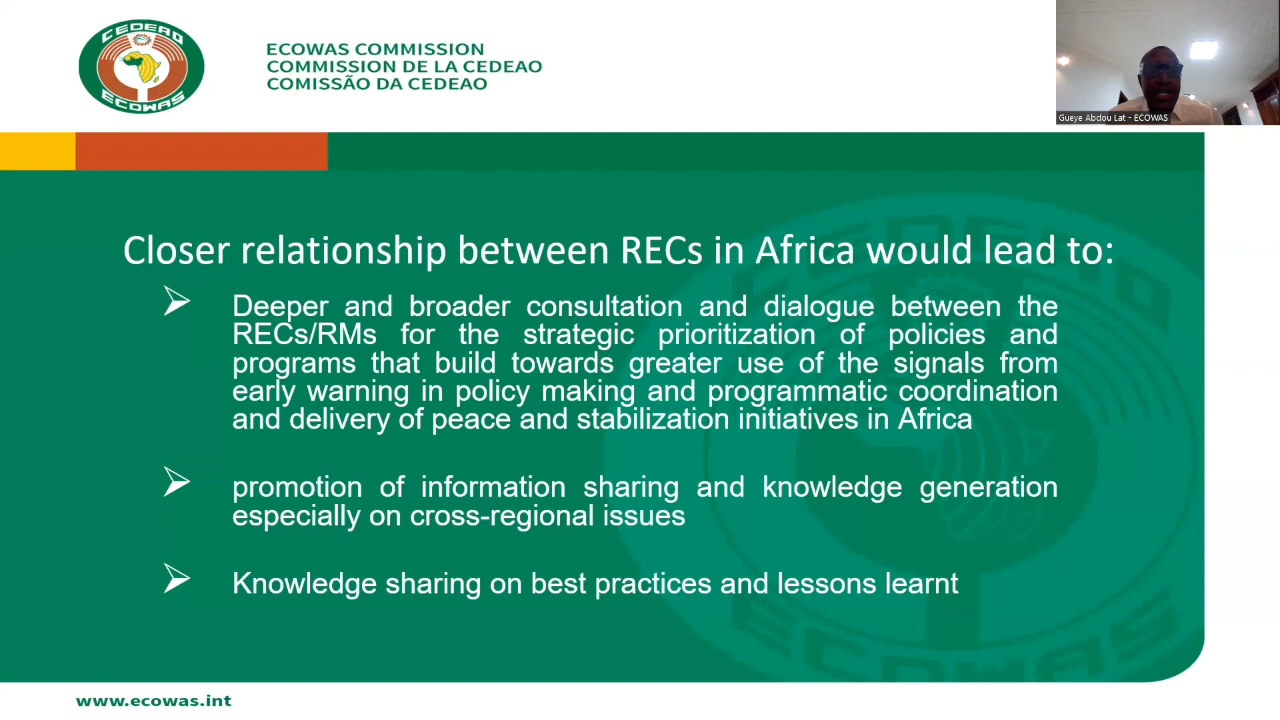 CEDEAO
ECOWAS
ECOWAS COMMISSION
COMMISSION DE LA CEDEAO
COMISSÃO DA CEDEAO
Gueye Abdou Lat - ECOWAS
Closer relationship between RECs in Africa would lead to:
Deeper and broader consultation and dialogue between the
RECs/RMs for the strategic prioritization of policies and
programs that build towards greater use of the signals from
early warning in policy making and programmatic coordination
and delivery of peace and stabilization initiatives in Africa
promotion of information sharing and knowledge generation
especially on cross-regional issues
Knowledge sharing on best practices and lessons learnt
CEDEAO
ECOWAS
www.ecowas.int